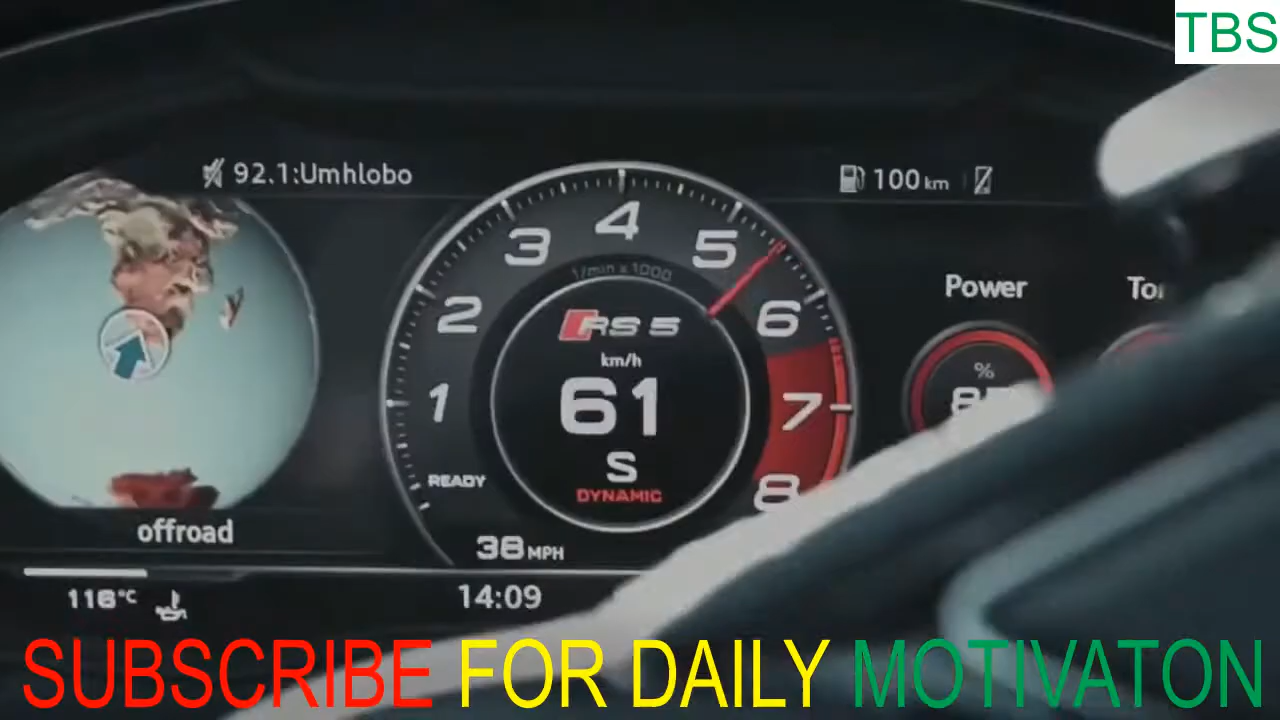 TBS
92.1:Umhlobo
100 km
4
3
5
1/min x 1000
2
RS 5
6
Power
km/h
%
61
1
7
S
READY
DYNAMIC
8
offroad
38 MPH
116°C
14:09
SUBSCRIBE FOR DAILY MOTIVATON